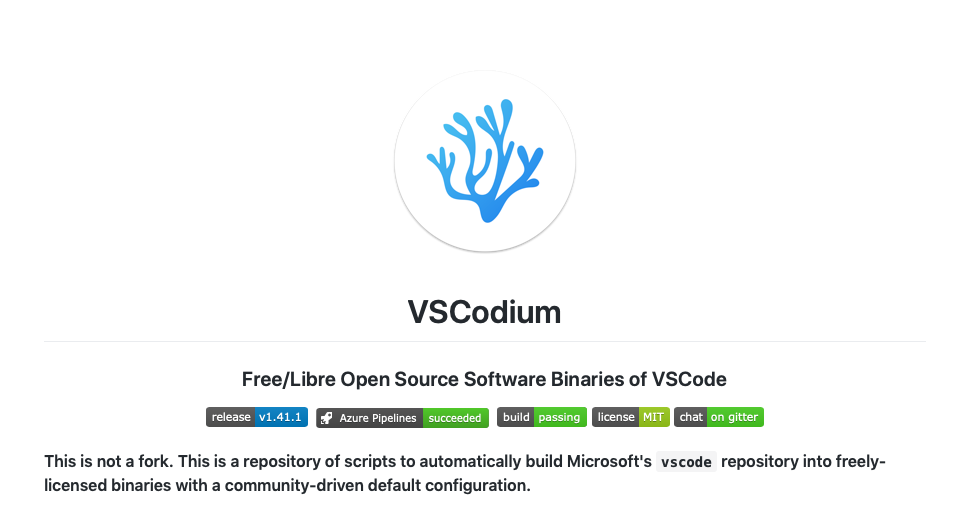 VSCodium
Free/Libre Open Source Software Binaries of VSCode
release v1.41.1 Azure Pipelines succeeded build passing license MIT chat on gitter
This is not a fork. This is a repository of scripts to automatically build Microsoft's vscode repository into freely-
licensed binaries with a community-driven default configuration.